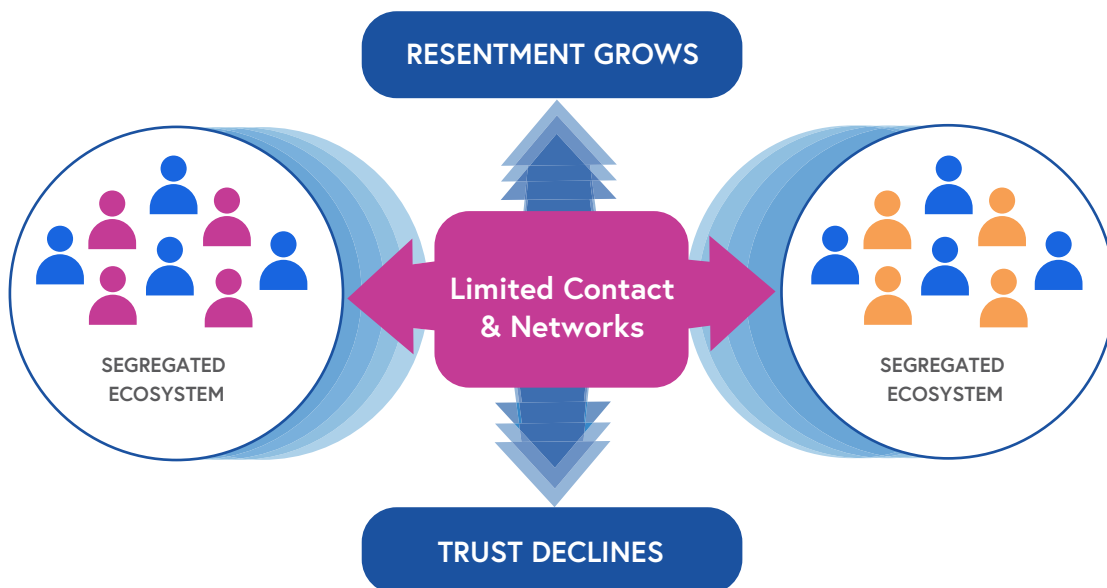 RESENTMENT GROWS
Limited Contact
& Networks
SEGREGATED
ECOSYSTEM
SEGREGATED
ECOSYSTEM
TRUST DECLINES